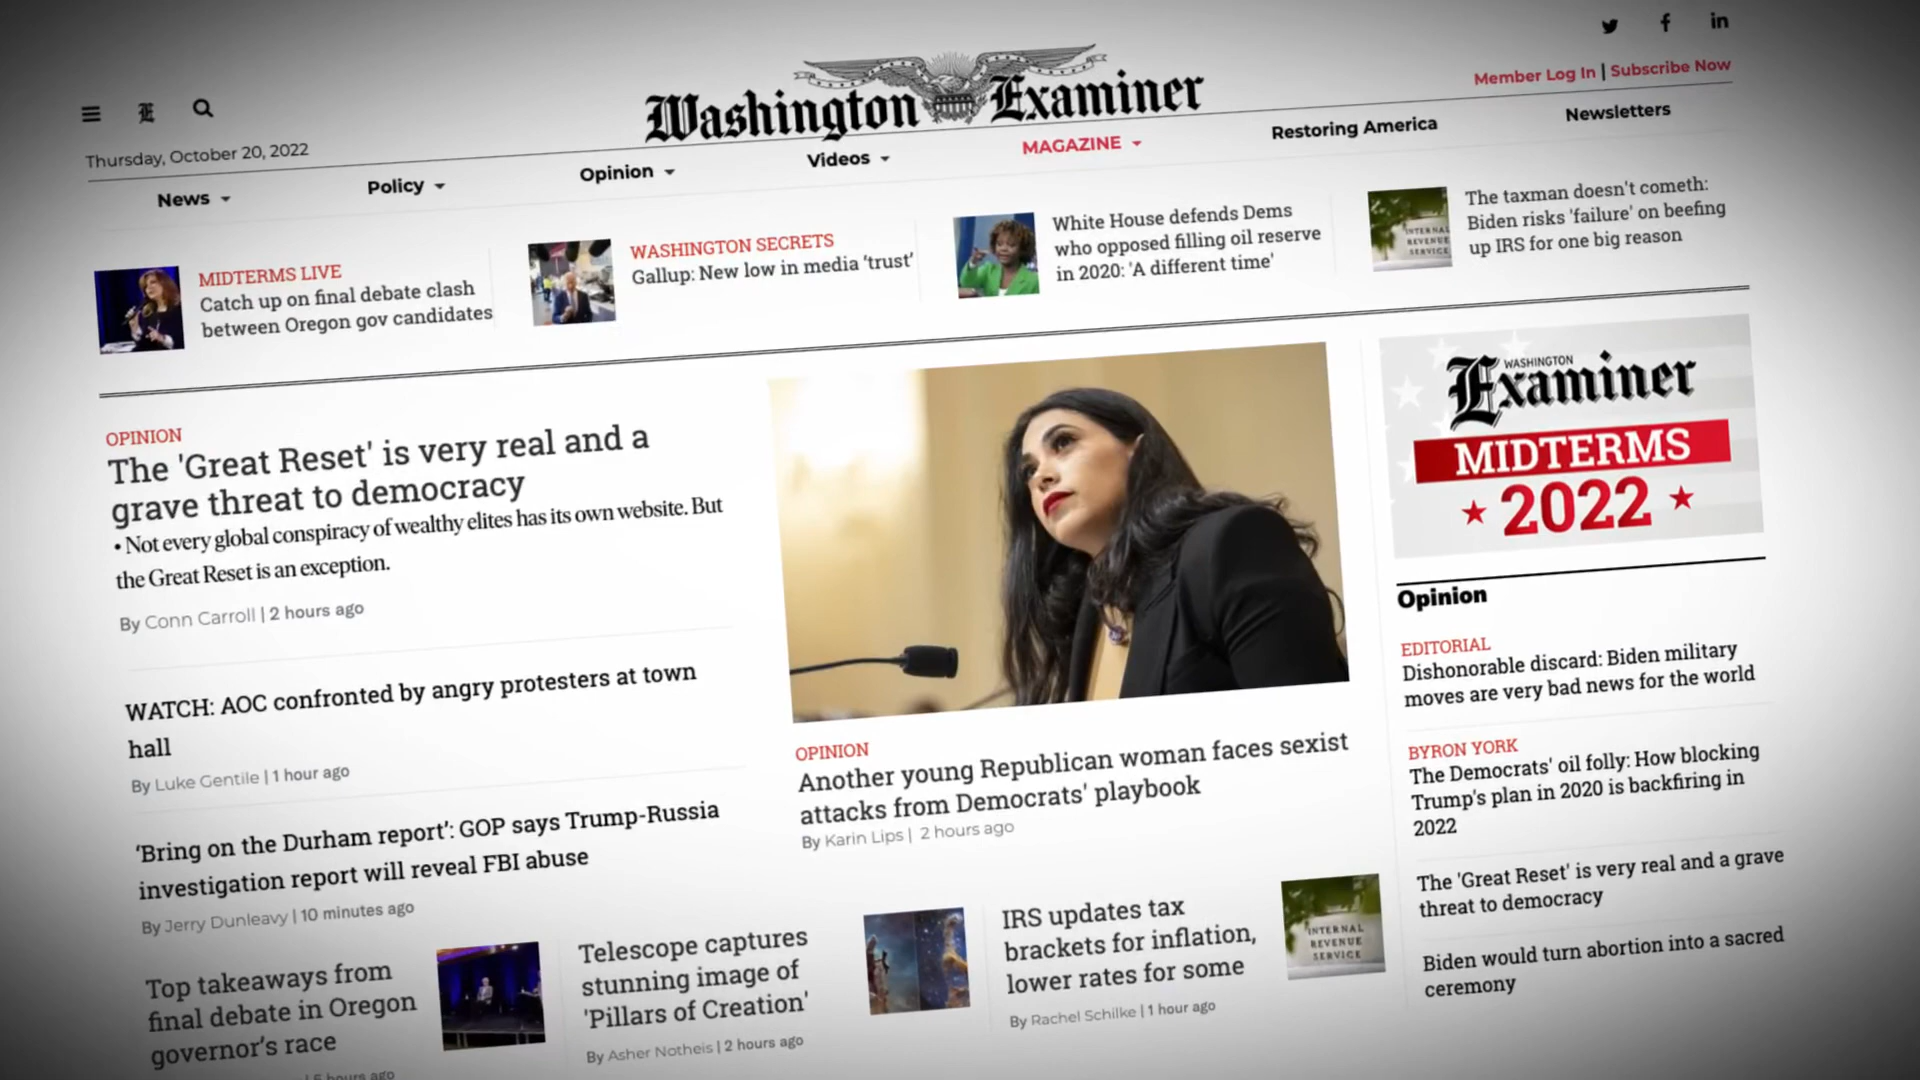 Washington Examiner
Member Log In | Subscribe Now
Thursday, October 20, 2022
News
Policy
Opinion
Videos
MAGAZINE
Restoring America
Newsletters
MIDTERMS LIVE
Catch up on final debate clash
between Oregon gov candidates
WASHINGTON SECRETS
Gallup: New low in media 'trust'
White House defends Dems
who opposed filling oil reserve
in 2020: 'A different time'
INTERNAL
REVENUE
SERVICE
The taxman doesn't cometh:
Biden risks 'failure' on beefing
up IRS for one big reason
OPINION
The 'Great Reset' is very real and a
grave threat to democracy
• Not every global conspiracy of wealthy elites has its own website. But
the Great Reset is an exception.
By Conn Carroll | 2 hours ago
WATCH: AOC confronted by angry protesters at town
hall
By Luke Gentile | 1 hour ago
'Bring on the Durham report': GOP says Trump-Russia
investigation report will reveal FBI abuse
By Jerry Dunleavy | 10 minutes ago
OPINION
Another young Republican woman faces sexist
attacks from Democrats' playbook
By Karin Lips | 2 hours ago
WASHINGTON
Examiner
MIDTERMS
2022
Opinion
EDITORIAL
Dishonorable discard: Biden military
moves are very bad news for the world
BYRON YORK
The Democrats' oil folly: How blocking
Trump's plan in 2020 is backfiring in
2022
The 'Great Reset' is very real and a grave
threat to democracy
Biden would turn abortion into a sacred
ceremony
Top takeaways from
final debate in Oregon
governor's race
hours ago
Telescope captures
stunning image of
'Pillars of Creation'
By Asher Notheis | 2 hours ago
IRS updates tax
brackets for inflation,
lower rates for some
By Rachel Schilke | 1 hour ago
INTERNAL
REVENUE
SERVICE